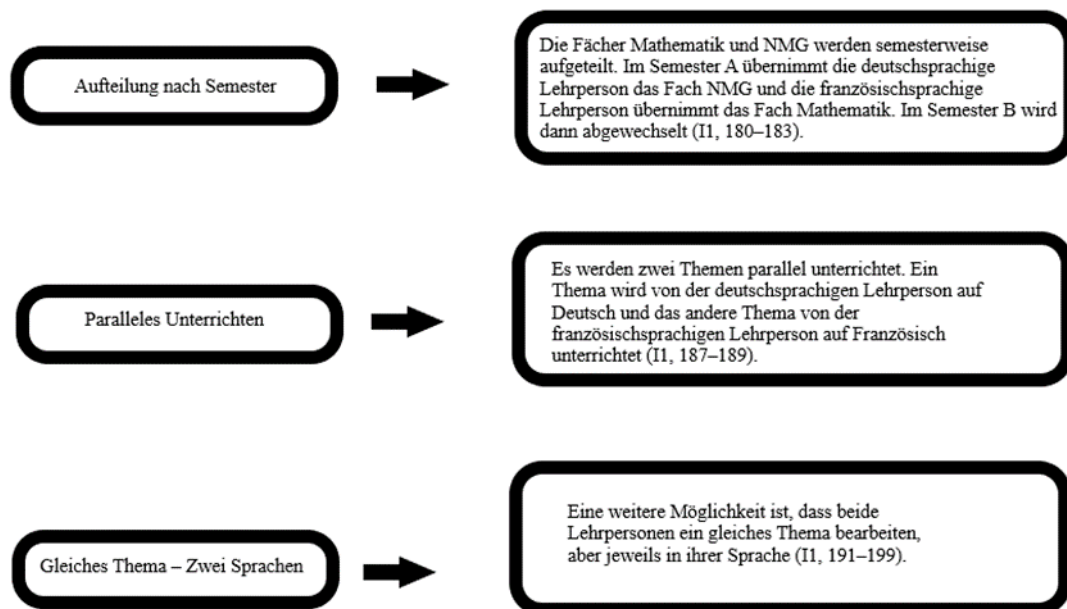 Aufteilung nach Semester
Die Fächer Mathematik und NMG werden semesterweise
aufgeteilt. Im Semester A übernimmt die deutschsprachige
Lehrperson das Fach NMG und die französischsprachige
Lehrperson übernimmt das Fach Mathematik. Im Semester B wird
dann abgewechselt (I1, 180–183).
Paralleles Unterrichten
Es werden zwei Themen parallel unterrichtet. Ein
Thema wird von der deutschsprachigen Lehrperson auf
Deutsch und das andere Thema von der
französischsprachigen Lehrperson auf Französisch
unterrichtet (I1, 187–189).
Gleiches Thema – Zwei Sprachen
Eine weitere Möglichkeit ist, dass beide
Lehrpersonen ein gleiches Thema bearbeiten,
aber jeweils in ihrer Sprache (I1, 191–199).